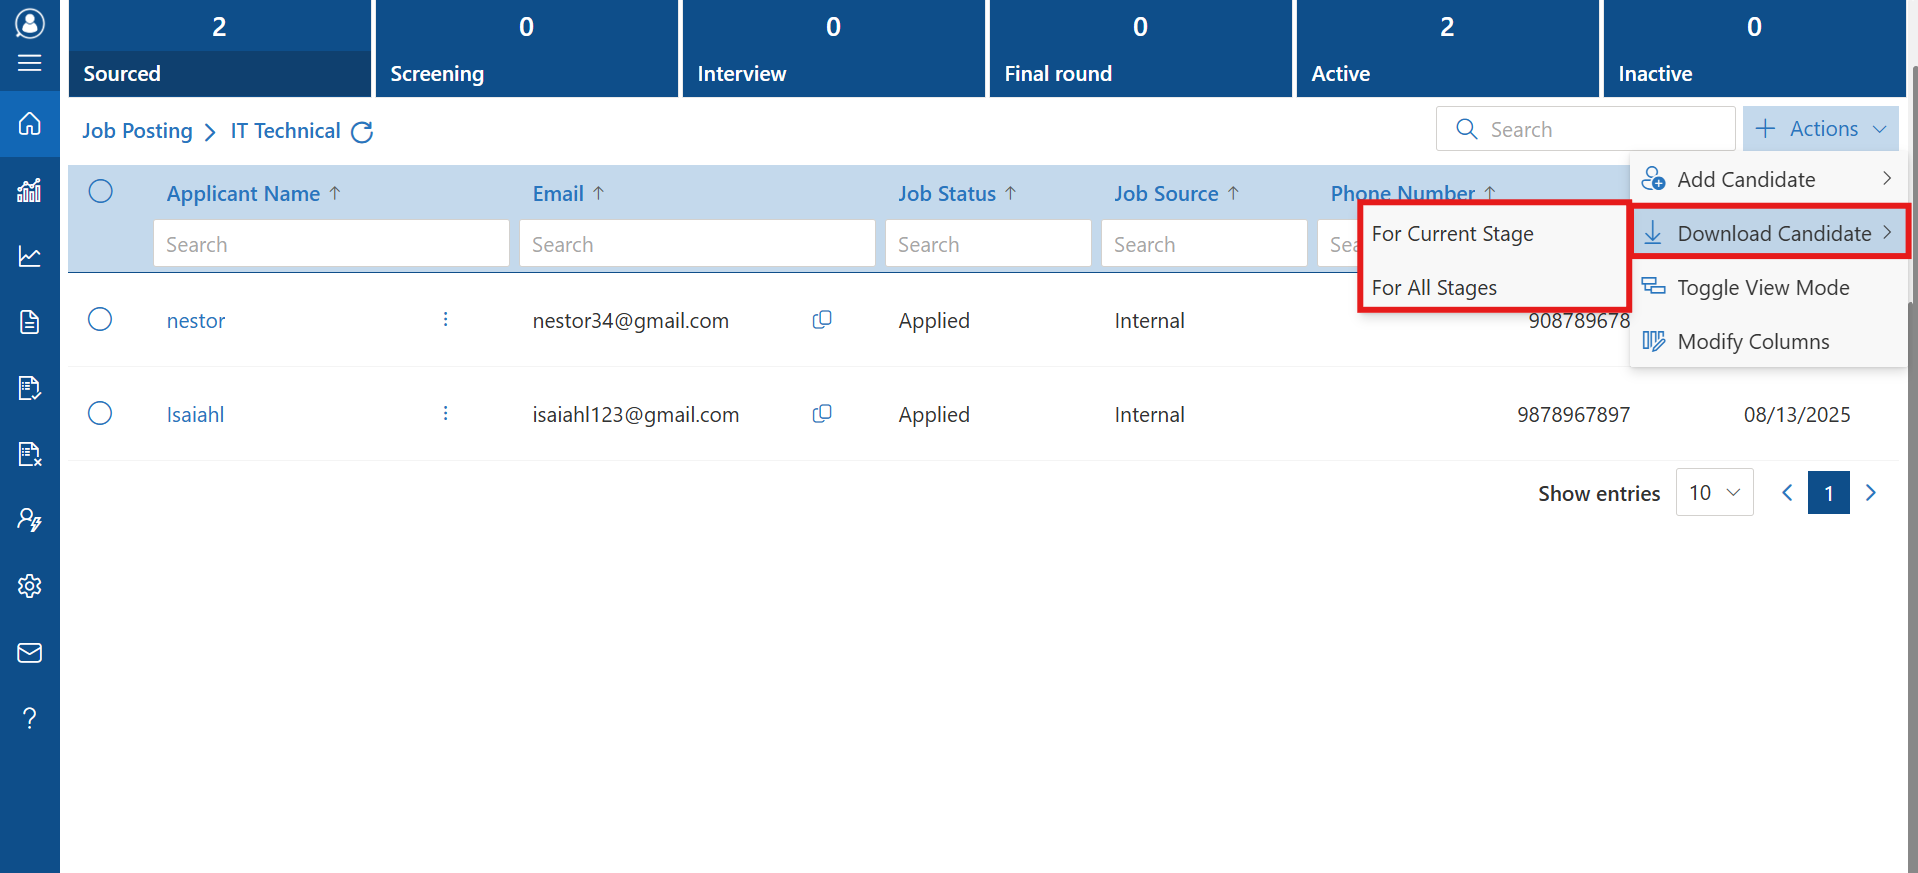 2
Sourced
0
Screening
0
Interview
0
Final round
2
Active
0
Inactive
Job Posting > IT Technical
Search
Actions
Applicant Name ↑
Email ↑
Job Status ↑
Job Source ↑
Phone Number ↑
Search
Search
Search
Search
Sea
Add Candidate
Download Candidate
Toggle View Mode
Modify Columns
For Current Stage
For All Stages
nestor
nestor34@gmail.com
Applied
Internal
908789678
Isaiahl
isaiahl123@gmail.com
Applied
Internal
9878967897
08/13/2025
Show entries
10
1
?